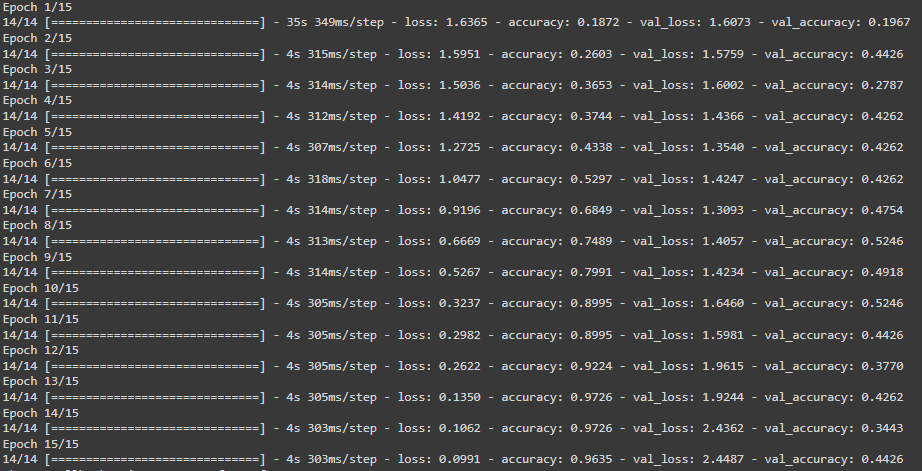 Epoch 1/15
14/14 [==============================] - 35s 349ms/step - loss: 1.6365 - accuracy: 0.1872 - val_loss: 1.6073 - val_accuracy: 0.1967
Epoch 2/15
14/14 [==============================] - 4s 315ms/step - loss: 1.5951 - accuracy: 0.2603 - val_loss: 1.5759 - val_accuracy: 0.4426
Epoch 3/15
14/14 [==============================] - 4s 314ms/step - loss: 1.5036 - accuracy: 0.3653 - val_loss: 1.6002 - val_accuracy: 0.2787
Epoch 4/15
14/14 [==============================] - 4s 312ms/step - loss: 1.4192 - accuracy: 0.3744 - val_loss: 1.4366 - val_accuracy: 0.4262
Epoch 5/15
14/14 [==============================] - 4s 307ms/step - loss: 1.2725 - accuracy: 0.4338 - val_loss: 1.3540 - val_accuracy: 0.4262
Epoch 6/15
14/14 [==============================] - 4s 318ms/step - loss: 1.0477 - accuracy: 0.5297 - val_loss: 1.4247 - val_accuracy: 0.4262
Epoch 7/15
14/14 [==============================] - 4s 314ms/step - loss: 0.9196 - accuracy: 0.6849 - val_loss: 1.3093 - val_accuracy: 0.4754
Epoch 8/15
14/14 [==============================] - 4s 313ms/step - loss: 0.6669 - accuracy: 0.7489 - val_loss: 1.4057 - val_accuracy: 0.5246
Epoch 9/15
14/14 [==============================] - 4s 314ms/step - loss: 0.5267 - accuracy: 0.7991 - val_loss: 1.4234 - val_accuracy: 0.4918
Epoch 10/15
14/14 [==============================] - 4s 305ms/step - loss: 0.3237 - accuracy: 0.8995 - val_loss: 1.6460 - val_accuracy: 0.5246
Epoch 11/15
14/14 [==============================] - 4s 305ms/step - loss: 0.2982 - accuracy: 0.8995 - val_loss: 1.5981 - val_accuracy: 0.4426
Epoch 12/15
14/14 [==============================] - 4s 305ms/step - loss: 0.2622 - accuracy: 0.9224 - val_loss: 1.9615 - val_accuracy: 0.3770
Epoch 13/15
14/14 [==============================] - 4s 305ms/step - loss: 0.1350 - accuracy: 0.9726 - val_loss: 1.9244 - val_accuracy: 0.4262
Epoch 14/15
14/14 [==============================] - 4s 303ms/step - loss: 0.1062 - accuracy: 0.9726 - val_loss: 2.4362 - val_accuracy: 0.3443
Epoch 15/15
14/14 [==============================] - 4s 303ms/step - loss: 0.0991 - accuracy: 0.9635 - val_loss: 2.4487 - val_accuracy: 0.4426